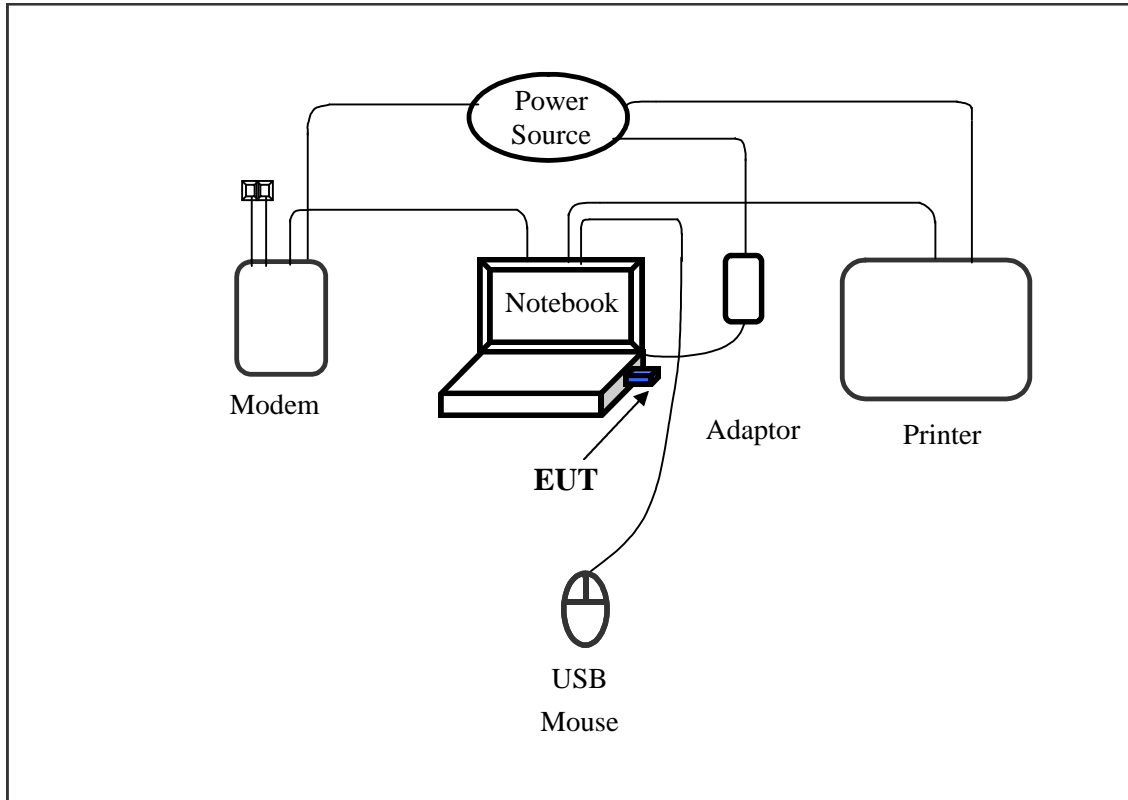 Power
Source
Notebook
Modem
Adaptor
Printer
EUT
USB
Mouse